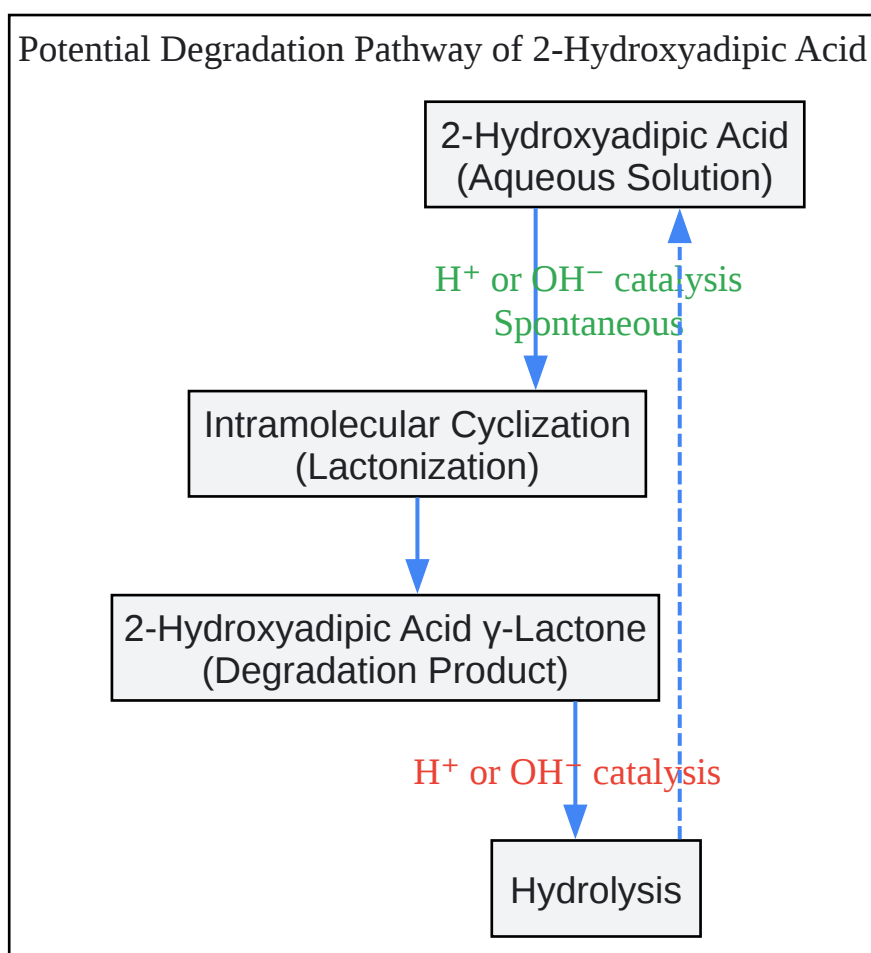 Potential Degradation Pathway of 2-Hydroxyadipic Acid
2-Hydroxyadipic Acid
(Aqueous Solution)
H⁺ or OH⁻ catalysis
Spontaneous
Intramolecular Cyclization
(Lactonization)
2-Hydroxyadipic Acid γ-Lactone
(Degradation Product)
H⁺ or OH⁻ catalysis
Hydrolysis